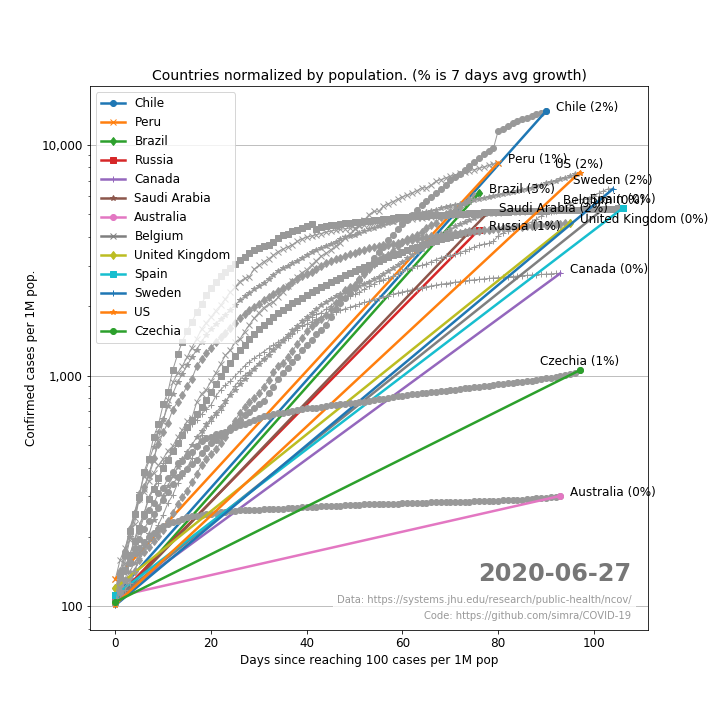 Countries normalized by population. (% is 7 days avg growth)
Chile
Peru
Brazil
Russia
Canada
Saudi Arabia
Australia
Belgium
United Kingdom
Spain
Sweden
US
Czechia
Chile (2%)
Peru (1%)
US (2%)
Sweden (2%)
Brazil (3%)
Belgium (0%)
Spain (0%)
Saudi Arabia (2%)
United Kingdom (0%)
Russia (1%)
Canada (0%)
Czechia (1%)
Australia (0%)
10,000
1,000
100
Confirmed cases per 1M pop.
2020-06-27
Data: https://systems.jhu.edu/research/public-health/ncov/
Code: https://github.com/simra/COVID-19
0 20 40 60 80 100
Days since reaching 100 cases per 1M pop